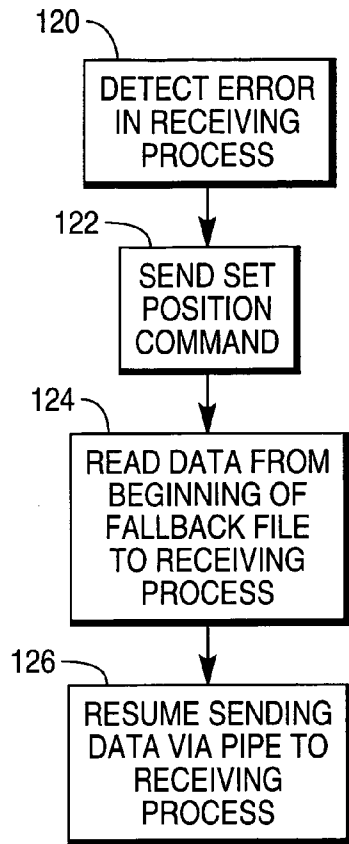 120
DETECT ERROR
IN RECEIVING
PROCESS
122
SEND SET
POSITION
COMMAND
124
READ DATA FROM
BEGINNING OF
FALLBACK FILE
TO RECEIVING
PROCESS
126
RESUME SENDING
DATA VIA PIPE TO
RECEIVING
PROCESS